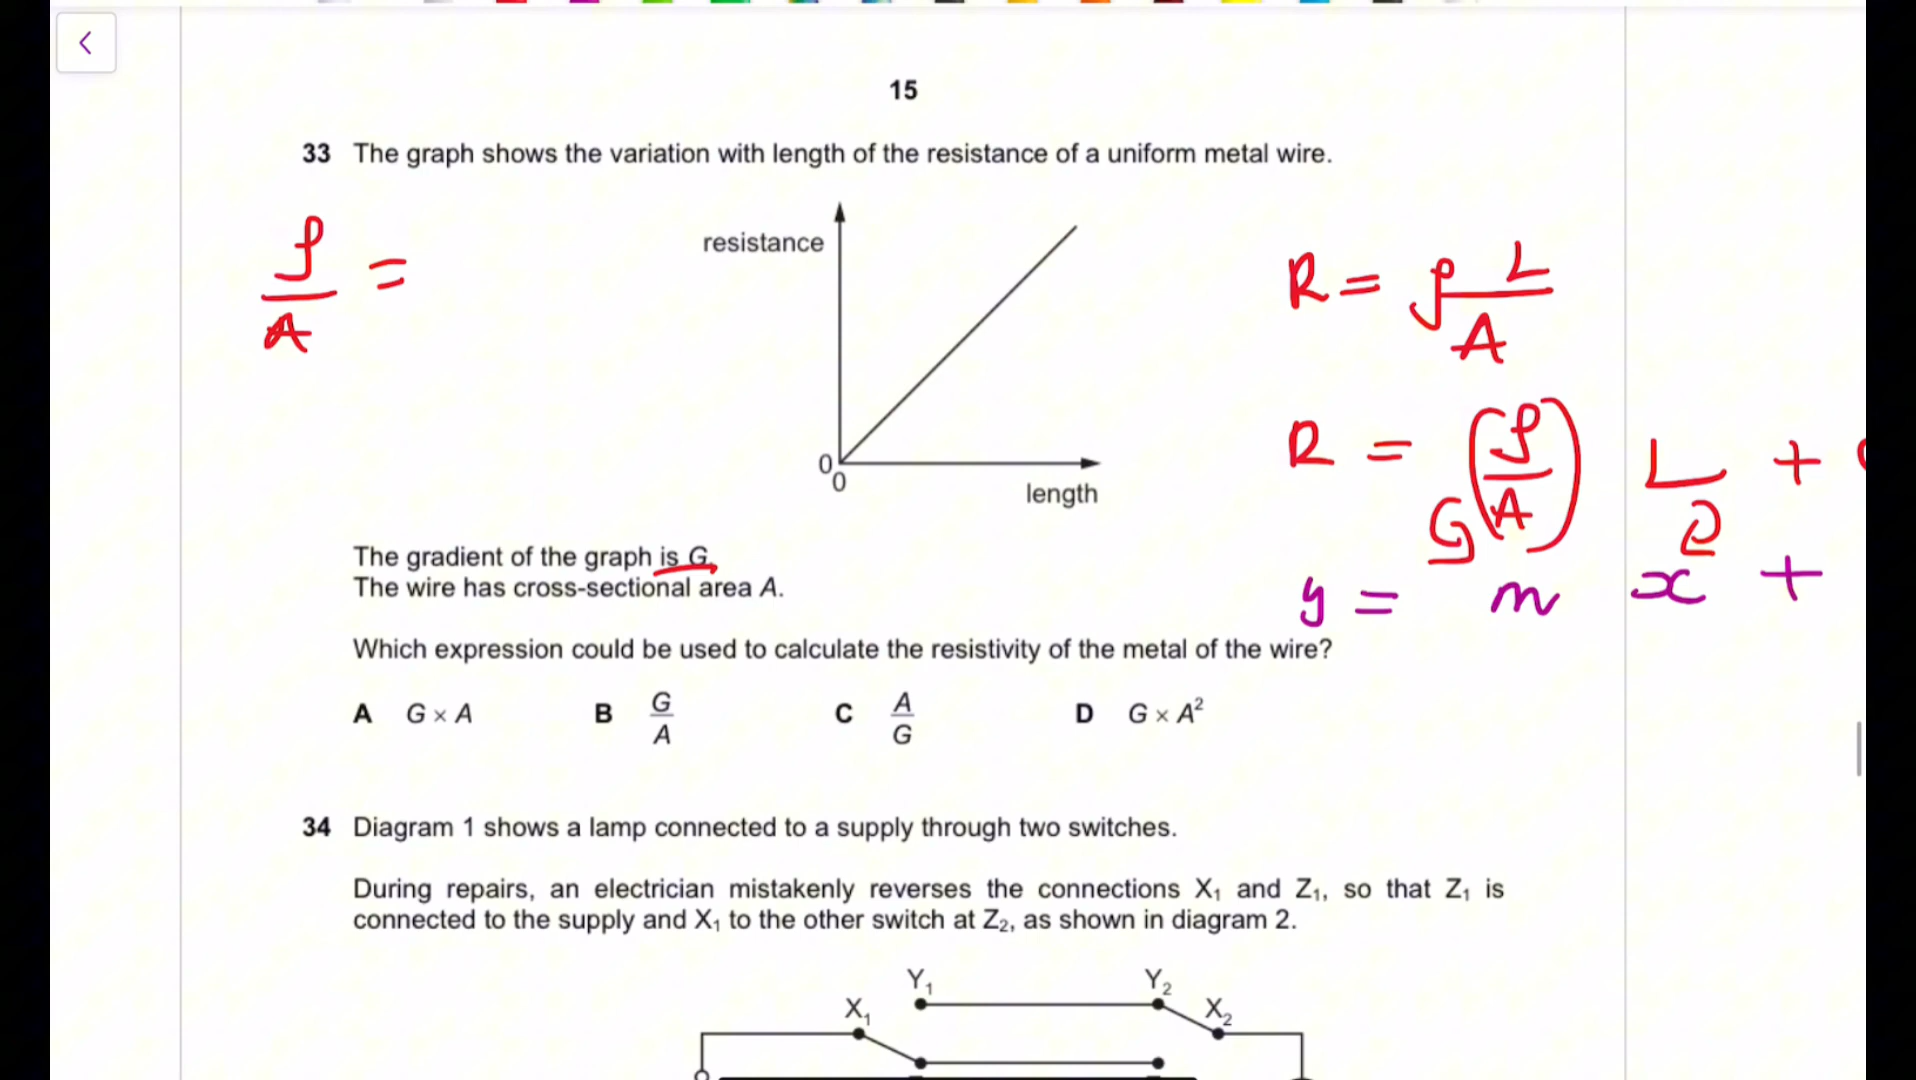 15
33 The graph shows the variation with length of the resistance of a uniform metal wire.
resistance
0
0
length
ρ/A =
R = ρ L/A
R = (ρ/A) L +
G
y = m x +
The gradient of the graph is G.
The wire has cross-sectional area A.
Which expression could be used to calculate the resistivity of the metal of the wire?
A G × A B G/A C A/G D G × A²
34 Diagram 1 shows a lamp connected to a supply through two switches.
During repairs, an electrician mistakenly reverses the connections X₁ and Z₁, so that Z₁ is
connected to the supply and X₁ to the other switch at Z₂, as shown in diagram 2.
Y₁ Y₂
X₁ X₂